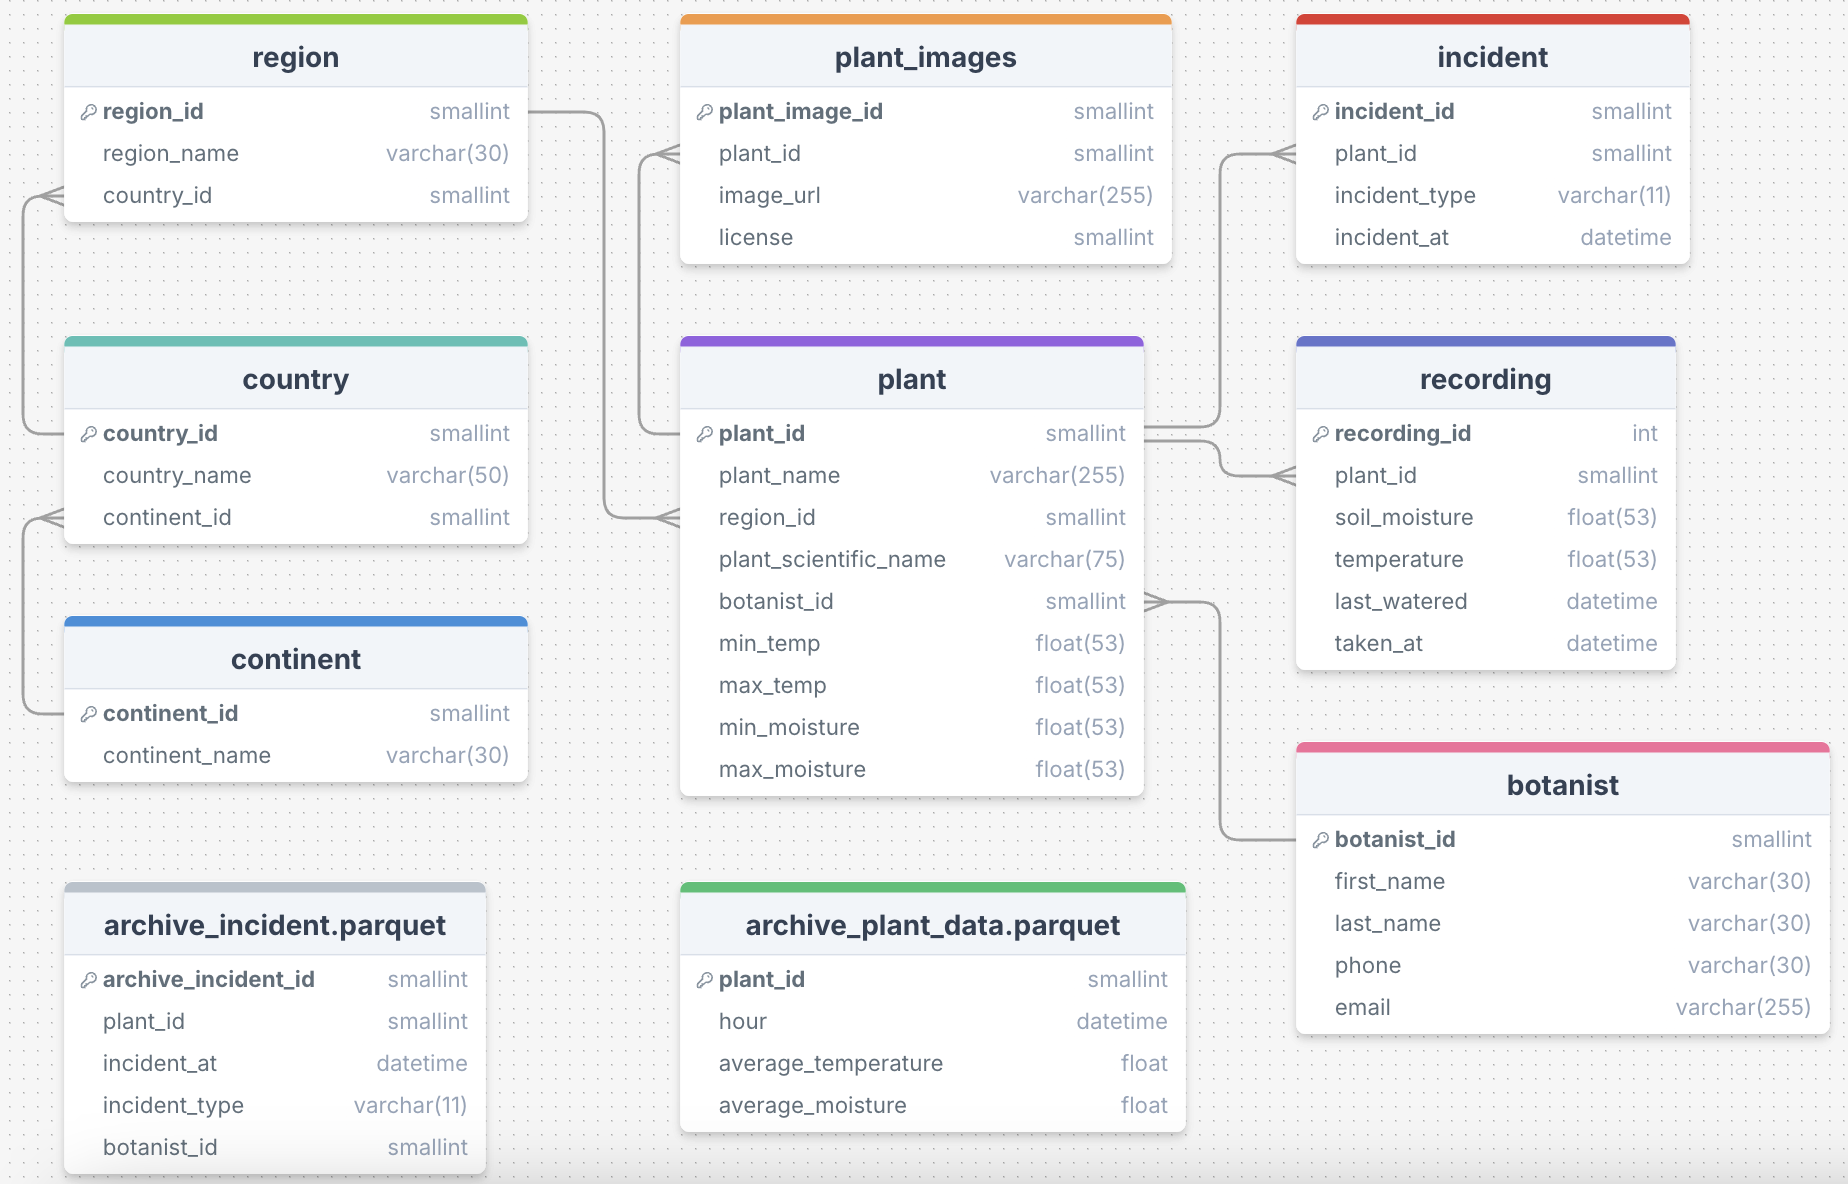 region
region_id smallint
region_name varchar(30)
country_id smallint
plant_images
plant_image_id smallint
plant_id smallint
image_url varchar(255)
license smallint
incident
incident_id smallint
plant_id smallint
incident_type varchar(11)
incident_at datetime
country
country_id smallint
country_name varchar(50)
continent_id smallint
plant
plant_id smallint
plant_name varchar(255)
region_id smallint
plant_scientific_name varchar(75)
botanist_id smallint
min_temp float(53)
max_temp float(53)
min_moisture float(53)
max_moisture float(53)
recording
recording_id int
plant_id smallint
soil_moisture float(53)
temperature float(53)
last_watered datetime
taken_at datetime
continent
continent_id smallint
continent_name varchar(30)
botanist
botanist_id smallint
first_name varchar(30)
last_name varchar(30)
phone varchar(30)
email varchar(255)
archive_incident.parquet
archive_incident_id smallint
plant_id smallint
incident_at datetime
incident_type varchar(11)
botanist_id smallint
archive_plant_data.parquet
plant_id smallint
hour datetime
average_temperature float
average_moisture float